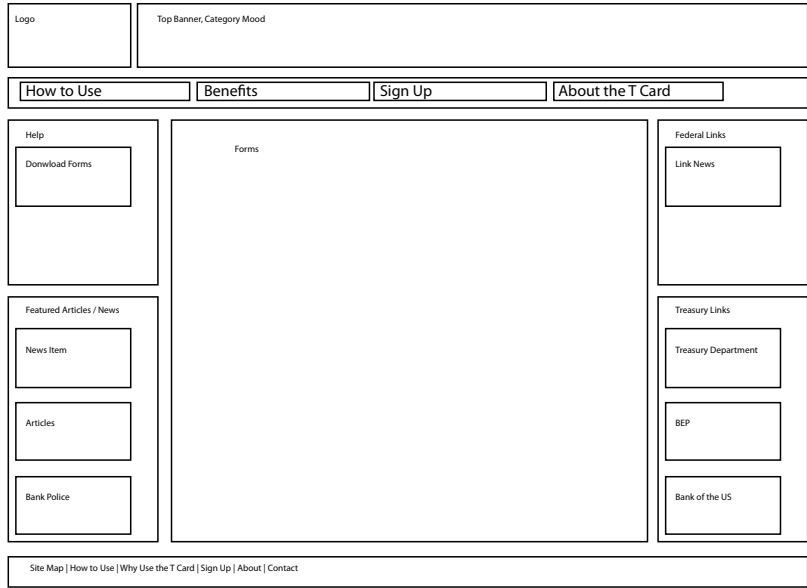 Logo
Top Banner, Category Mood
How to Use
Benefits
Sign Up
About the T Card
Help
Donwload Forms
Featured Articles / News
News Item
Articles
Bank Police
Forms
Federal Links
Link News
Treasury Links
Treasury Department
BEP
Bank of the US
Site Map | How to Use | Why Use the T Card | Sign Up | About | Contact